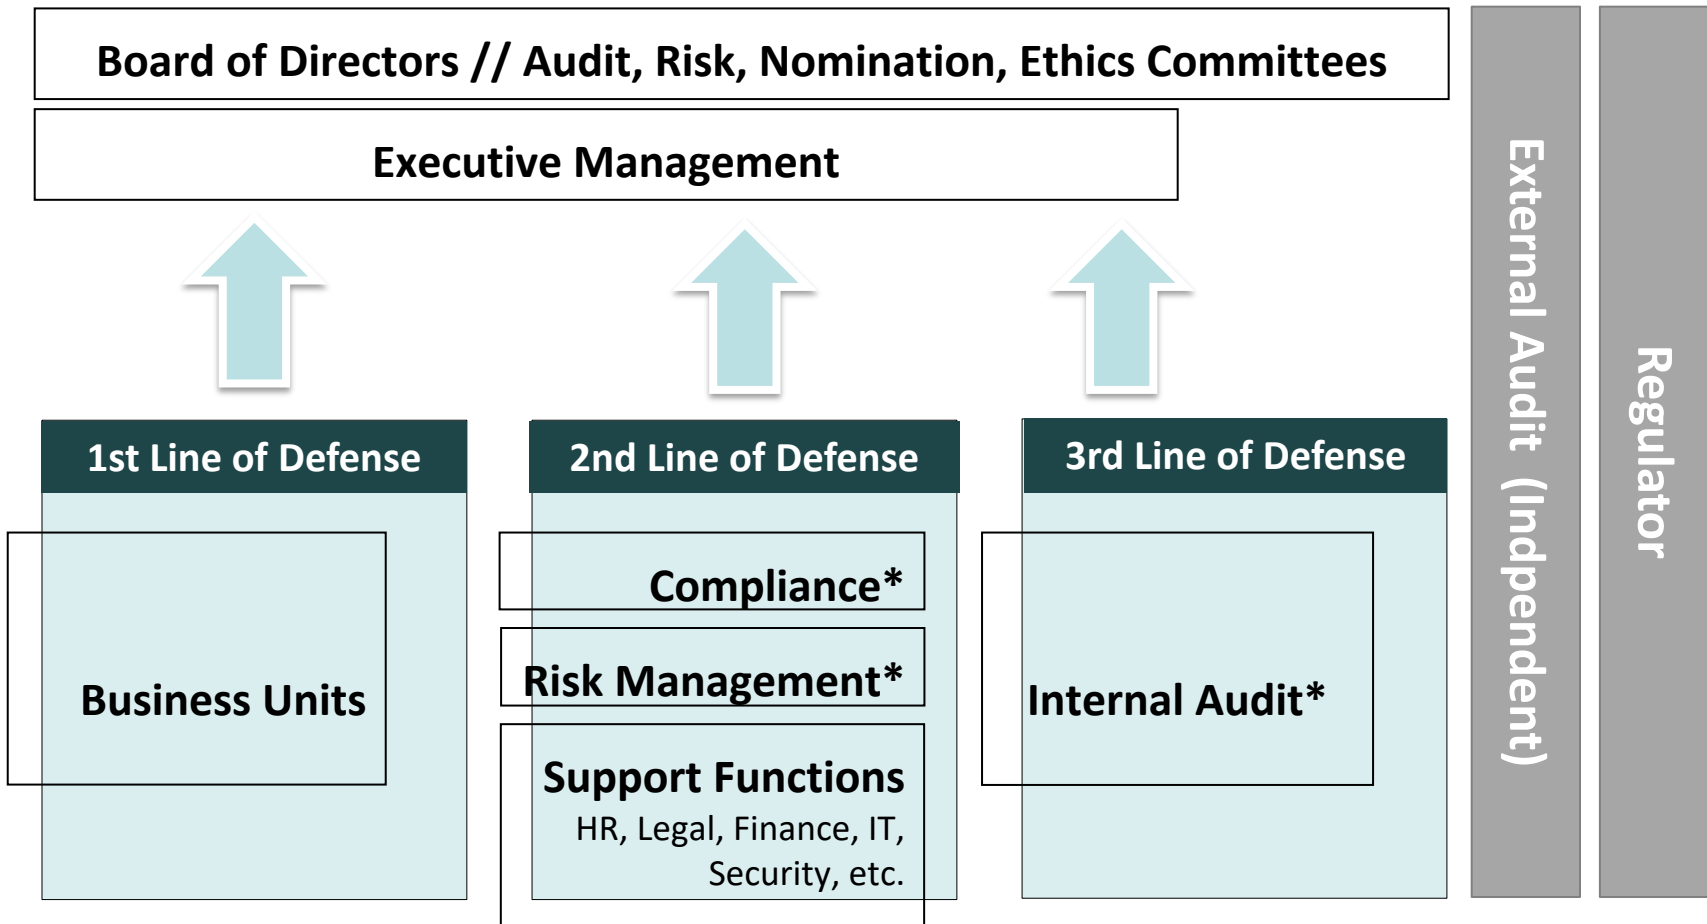 Board of Directors // Audit, Risk, Nomination, Ethics Committees
Executive Management
1st Line of Defense
Business Units
2nd Line of Defense
Compliance*
Risk Management*
Support Functions
HR, Legal, Finance, IT,
Security, etc.
3rd Line of Defense
Internal Audit*
External Audit  (Indpendent)
Regulator